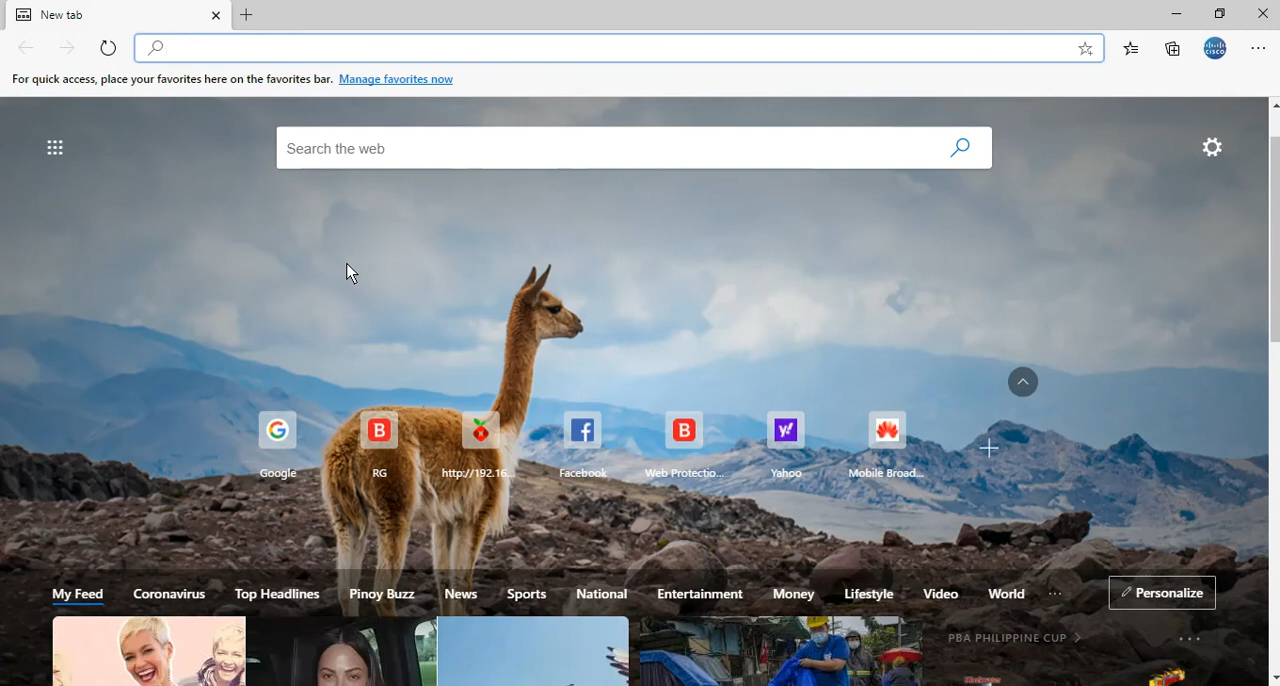 New tab
CISCO
For quick access, place your favorites here on the favorites bar. Manage favorites now
Search the web
G B f B y!
Google RG http://192.16... Facebook Web Protectio... Yahoo Mobile Broad...
My Feed Coronavirus Top Headlines Pinoy Buzz News Sports National Entertainment Money Lifestyle Video World ... Personalize
PBA PHILIPPINE CUP > ...
Blackwater